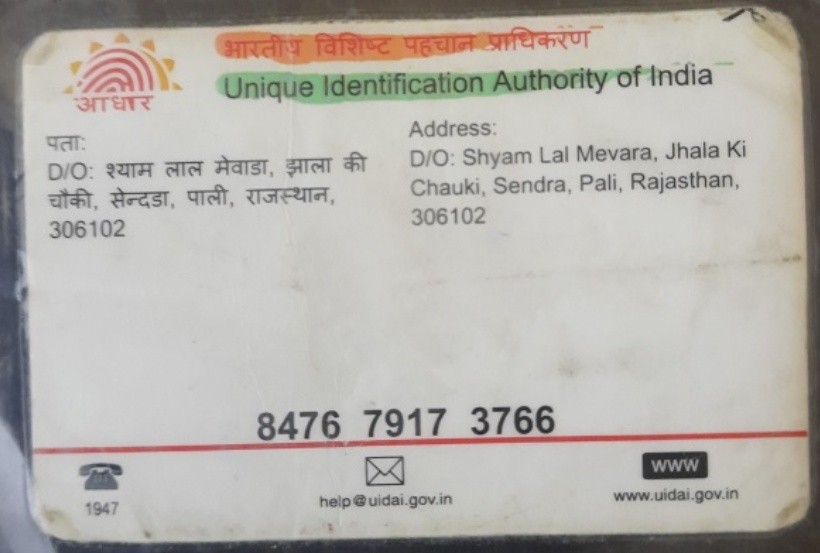 भारतीय विशिष्ट पहचान प्राधिकरण
Unique Identification Authority of India
आधार
पता:
D/O: श्याम लाल मेवाडा, झाला की
चौकी, सेन्दडा, पाली, राजस्थान,
306102
Address:
D/O: Shyam Lal Mevara, Jhala Ki
Chauki, Sendra, Pali, Rajasthan,
306102
8476 7917 3766
1947
help@uidai.gov.in
www
www.uidai.gov.in